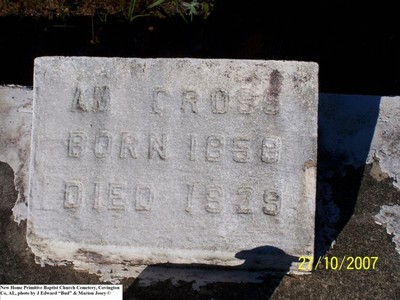 AM CROSS
BORN 1858
DIED 1929
27/10/2007
New Home Primitive Baptist Church Cemetery, Covington
Co, AL, photo by J Edward "Bud" & Marion Josey ©